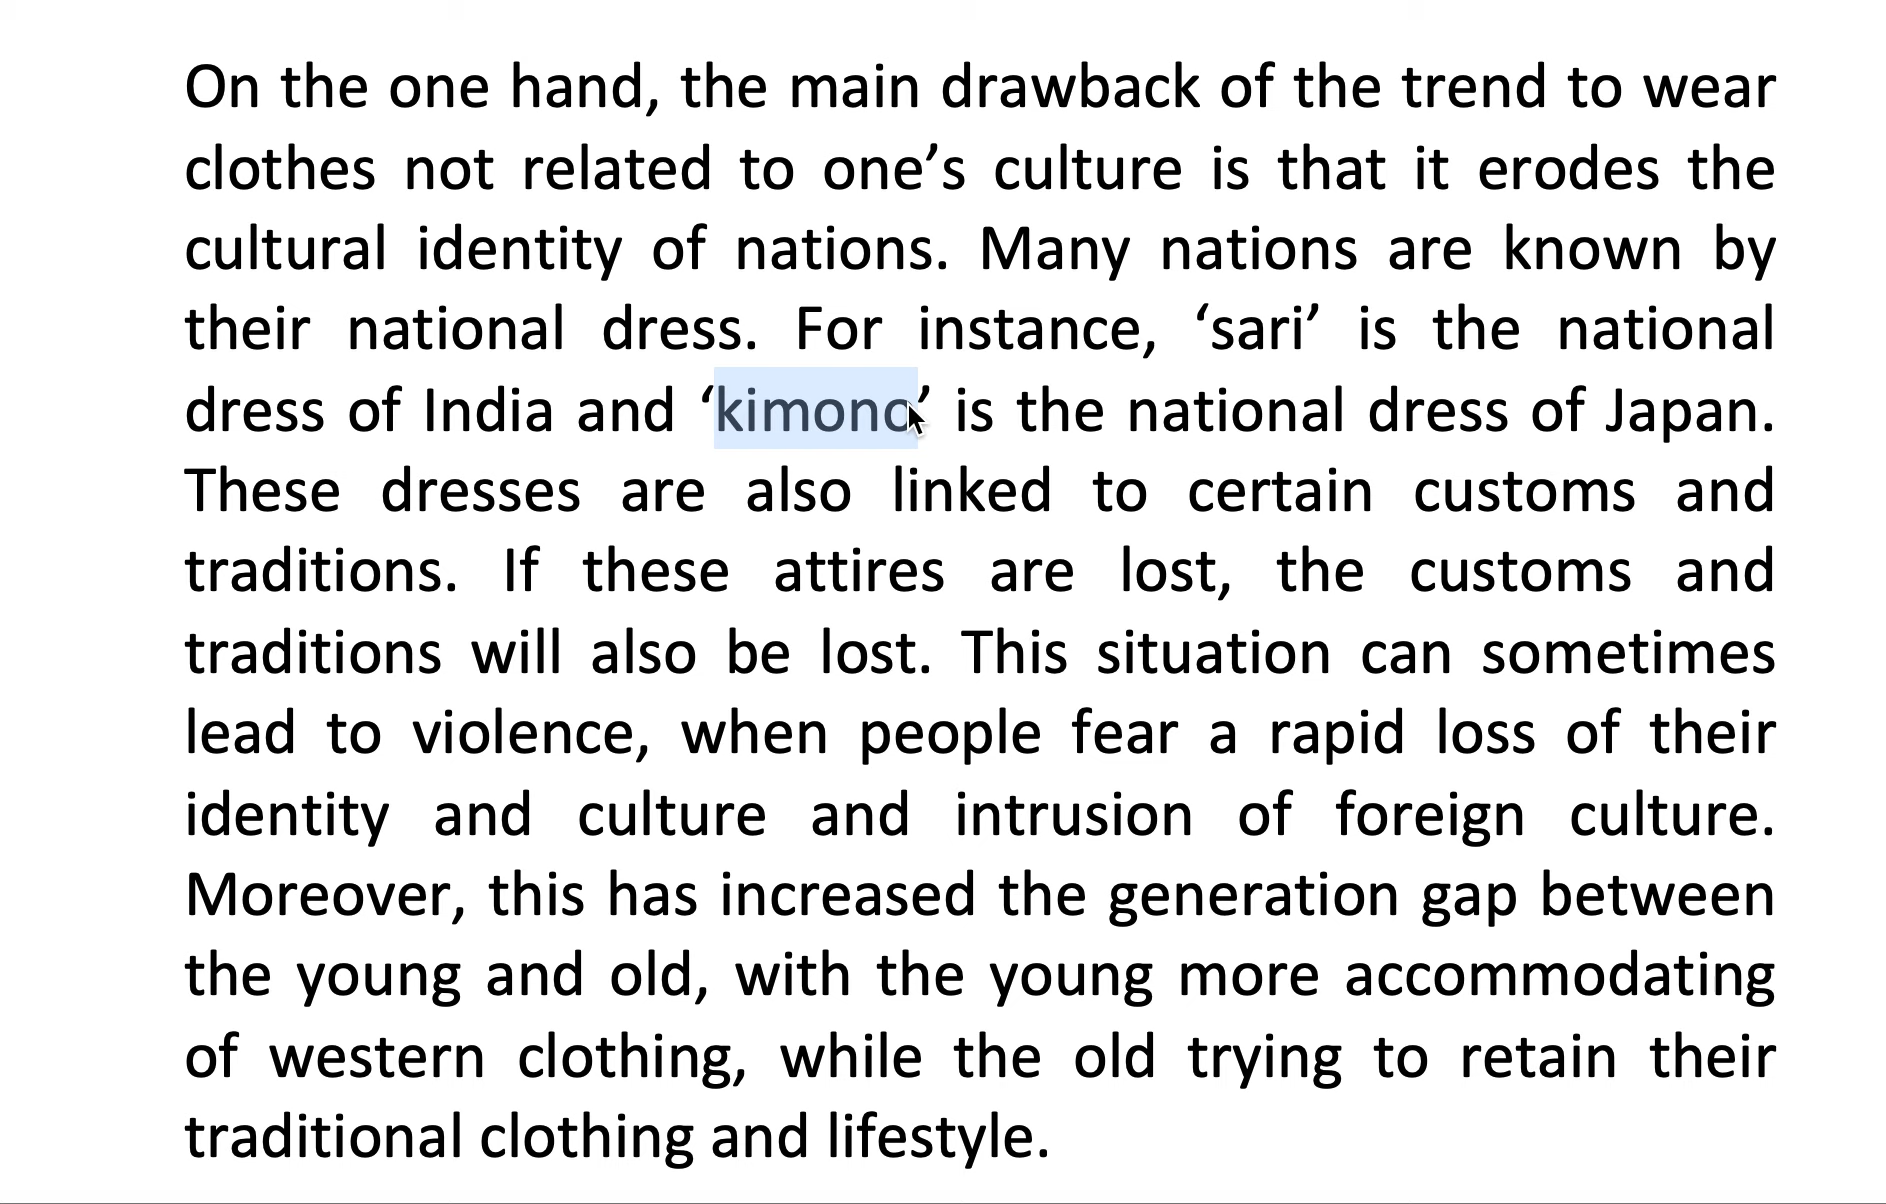 On the one hand, the main drawback of the trend to wear
clothes not related to one’s culture is that it erodes the
cultural identity of nations. Many nations are known by
their national dress. For instance, ‘sari’ is the national
dress of India and ‘kimono’ is the national dress of Japan.
These dresses are also linked to certain customs and
traditions. If these attires are lost, the customs and
traditions will also be lost. This situation can sometimes
lead to violence, when people fear a rapid loss of their
identity and culture and intrusion of foreign culture.
Moreover, this has increased the generation gap between
the young and old, with the young more accommodating
of western clothing, while the old trying to retain their
traditional clothing and lifestyle.